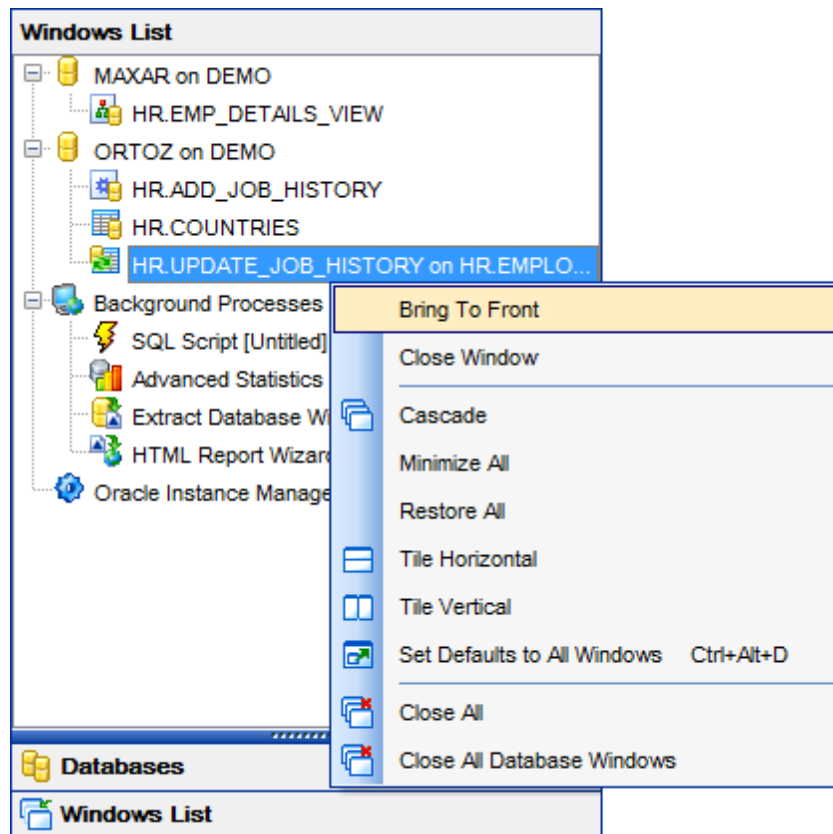 Windows List
MAXAR on DEMO
HR.EMP_DETAILS_VIEW
ORTOZ on DEMO
HR.ADD_JOB_HISTORY
HR.COUNTRIES
HR.UPDATE_JOB_HISTORY on HR.EMPLO...
Background Processes
SQL Script [Untitled]
Advanced Statistics
Extract Database Wi
HTML Report Wizard
Oracle Instance Manage
Bring To Front
Close Window
Cascade
Minimize All
Restore All
Tile Horizontal
Tile Vertical
Set Defaults to All Windows Ctrl+Alt+D
Close All
Close All Database Windows
Databases
Windows List